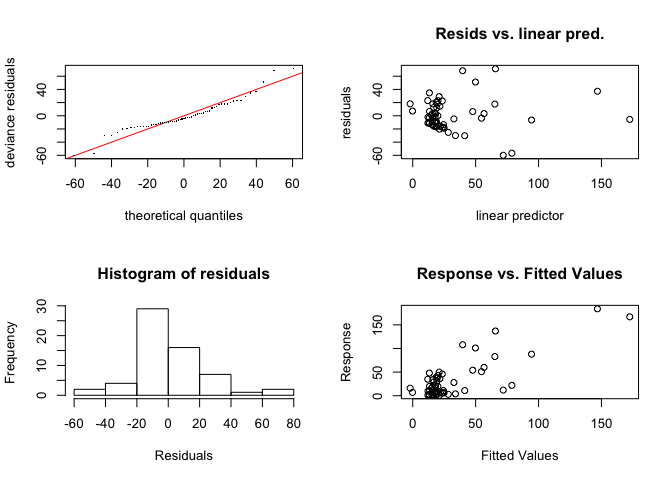 deviance residuals
-60 0 40
-60 -40 -20 0 20 40 60
theoretical quantiles
Resids vs. linear pred.
residuals
-60 0 40
0 50 100 150
linear predictor
Histogram of residuals
Frequency
0 10 20 30
-60 -40 -20 0 20 40 60 80
Residuals
Response vs. Fitted Values
Response
0 50 150
0 50 100 150
Fitted Values